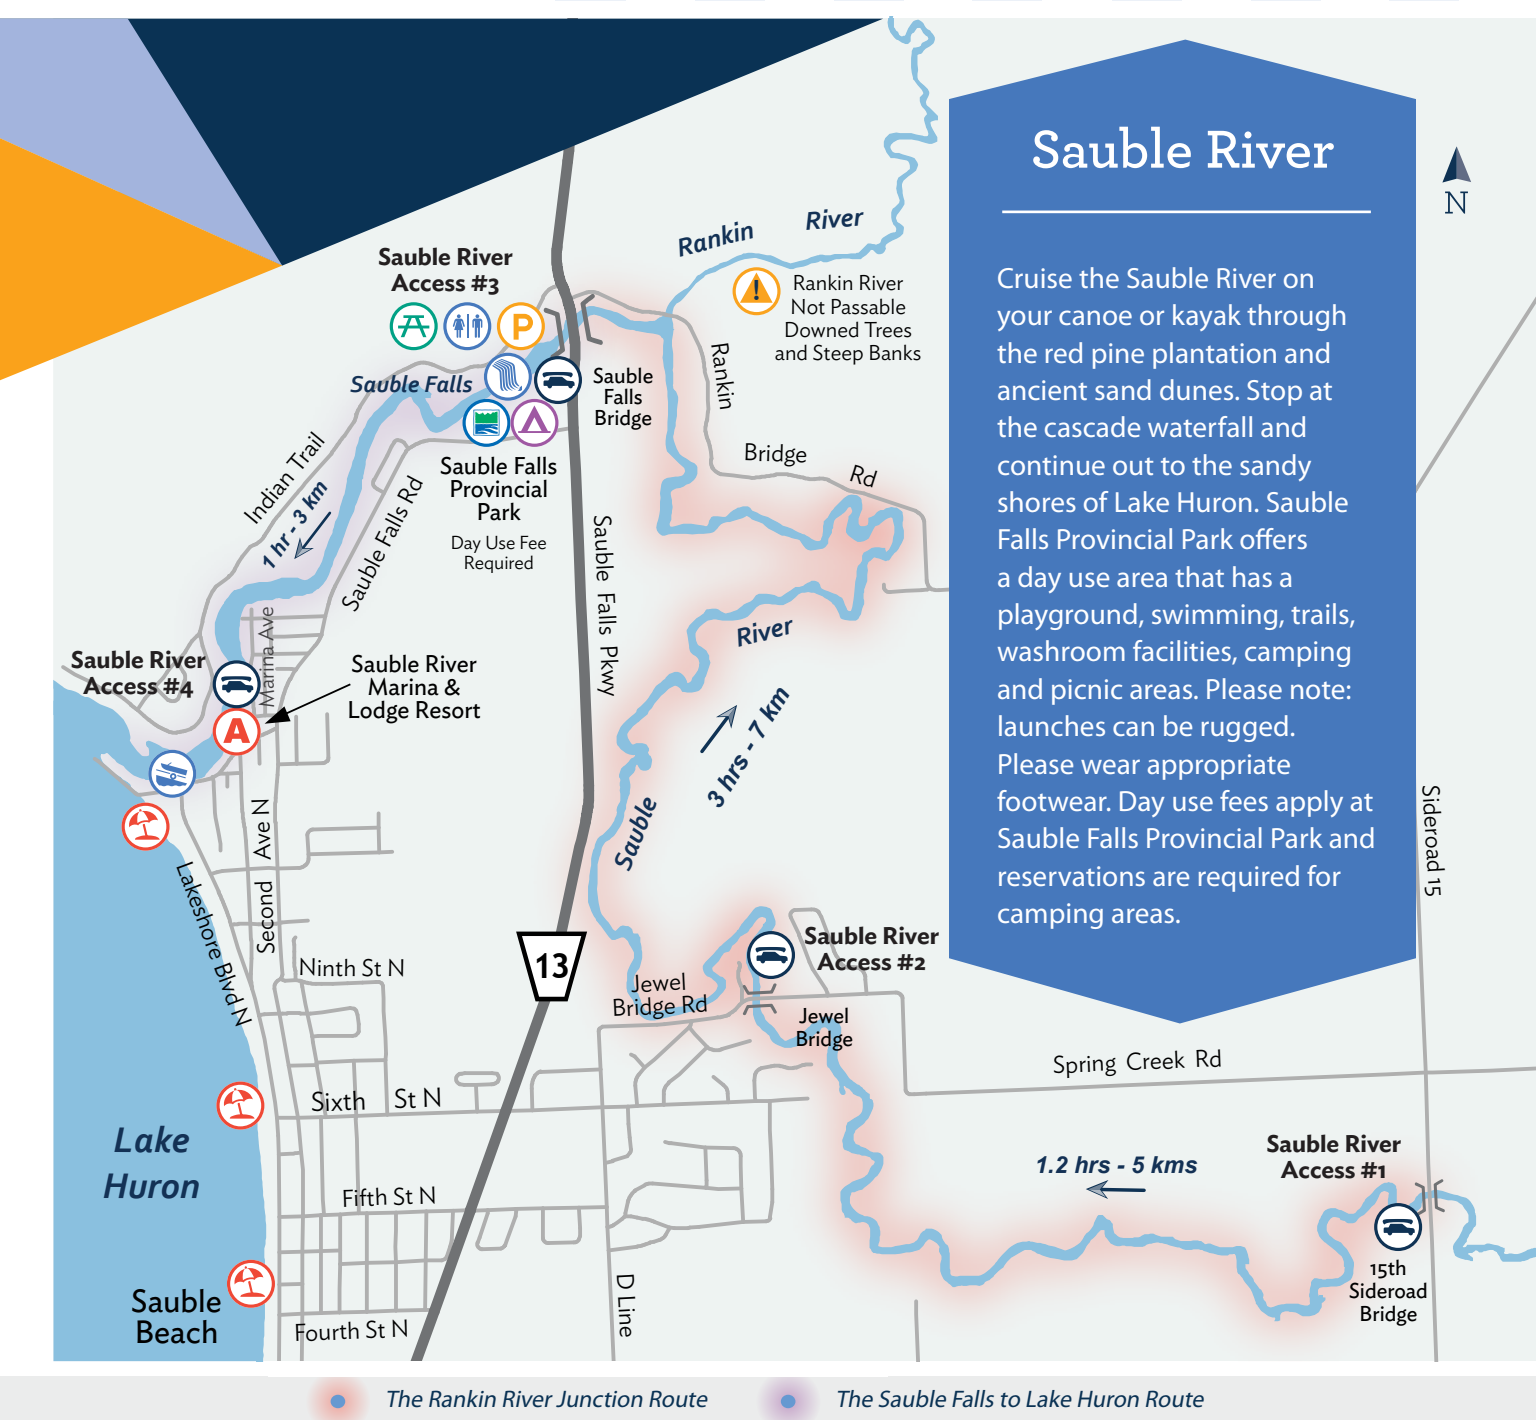 Sauble River
N
Cruise the Sauble River on
your canoe or kayak through
the red pine plantation and
ancient sand dunes. Stop at
the cascade waterfall and
continue out to the sandy
shores of Lake Huron. Sauble
Falls Provincial Park offers
a day use area that has a
playground, swimming, trails,
washroom facilities, camping
and picnic areas. Please note:
launches can be rugged.
Please wear appropriate
footwear. Day use fees apply at
Sauble Falls Provincial Park and
reservations are required for
camping areas.
Rankin River
Rankin River
Not Passable
Downed Trees
and Steep Banks
Sauble River
Access #3
P
Sauble Falls
Sauble
Falls
Bridge
Rankin
Bridge Rd
Sauble Falls
Provincial
Park
Day Use Fee
Required
Indian Trail
1 hr - 3 km
Sauble Falls Rd
Sauble Falls Pkwy
River
Marina Ave
Sauble River
Access #4
A
Sauble River
Marina &
Lodge Resort
3 hrs - 7 km
Sauble
Sideroad 15
Lakeshore Blvd N
Second Ave N
Sauble River
Access #2
13
Ninth St N
Jewel
Bridge Rd
Jewel
Bridge
Spring Creek Rd
Sixth St N
Lake
Huron
Sauble River
Access #1
1.2 hrs - 5 kms
Fifth St N
15th
Sideroad
Bridge
D Line
Sauble
Beach
Fourth St N
The Rankin River Junction Route
The Sauble Falls to Lake Huron Route